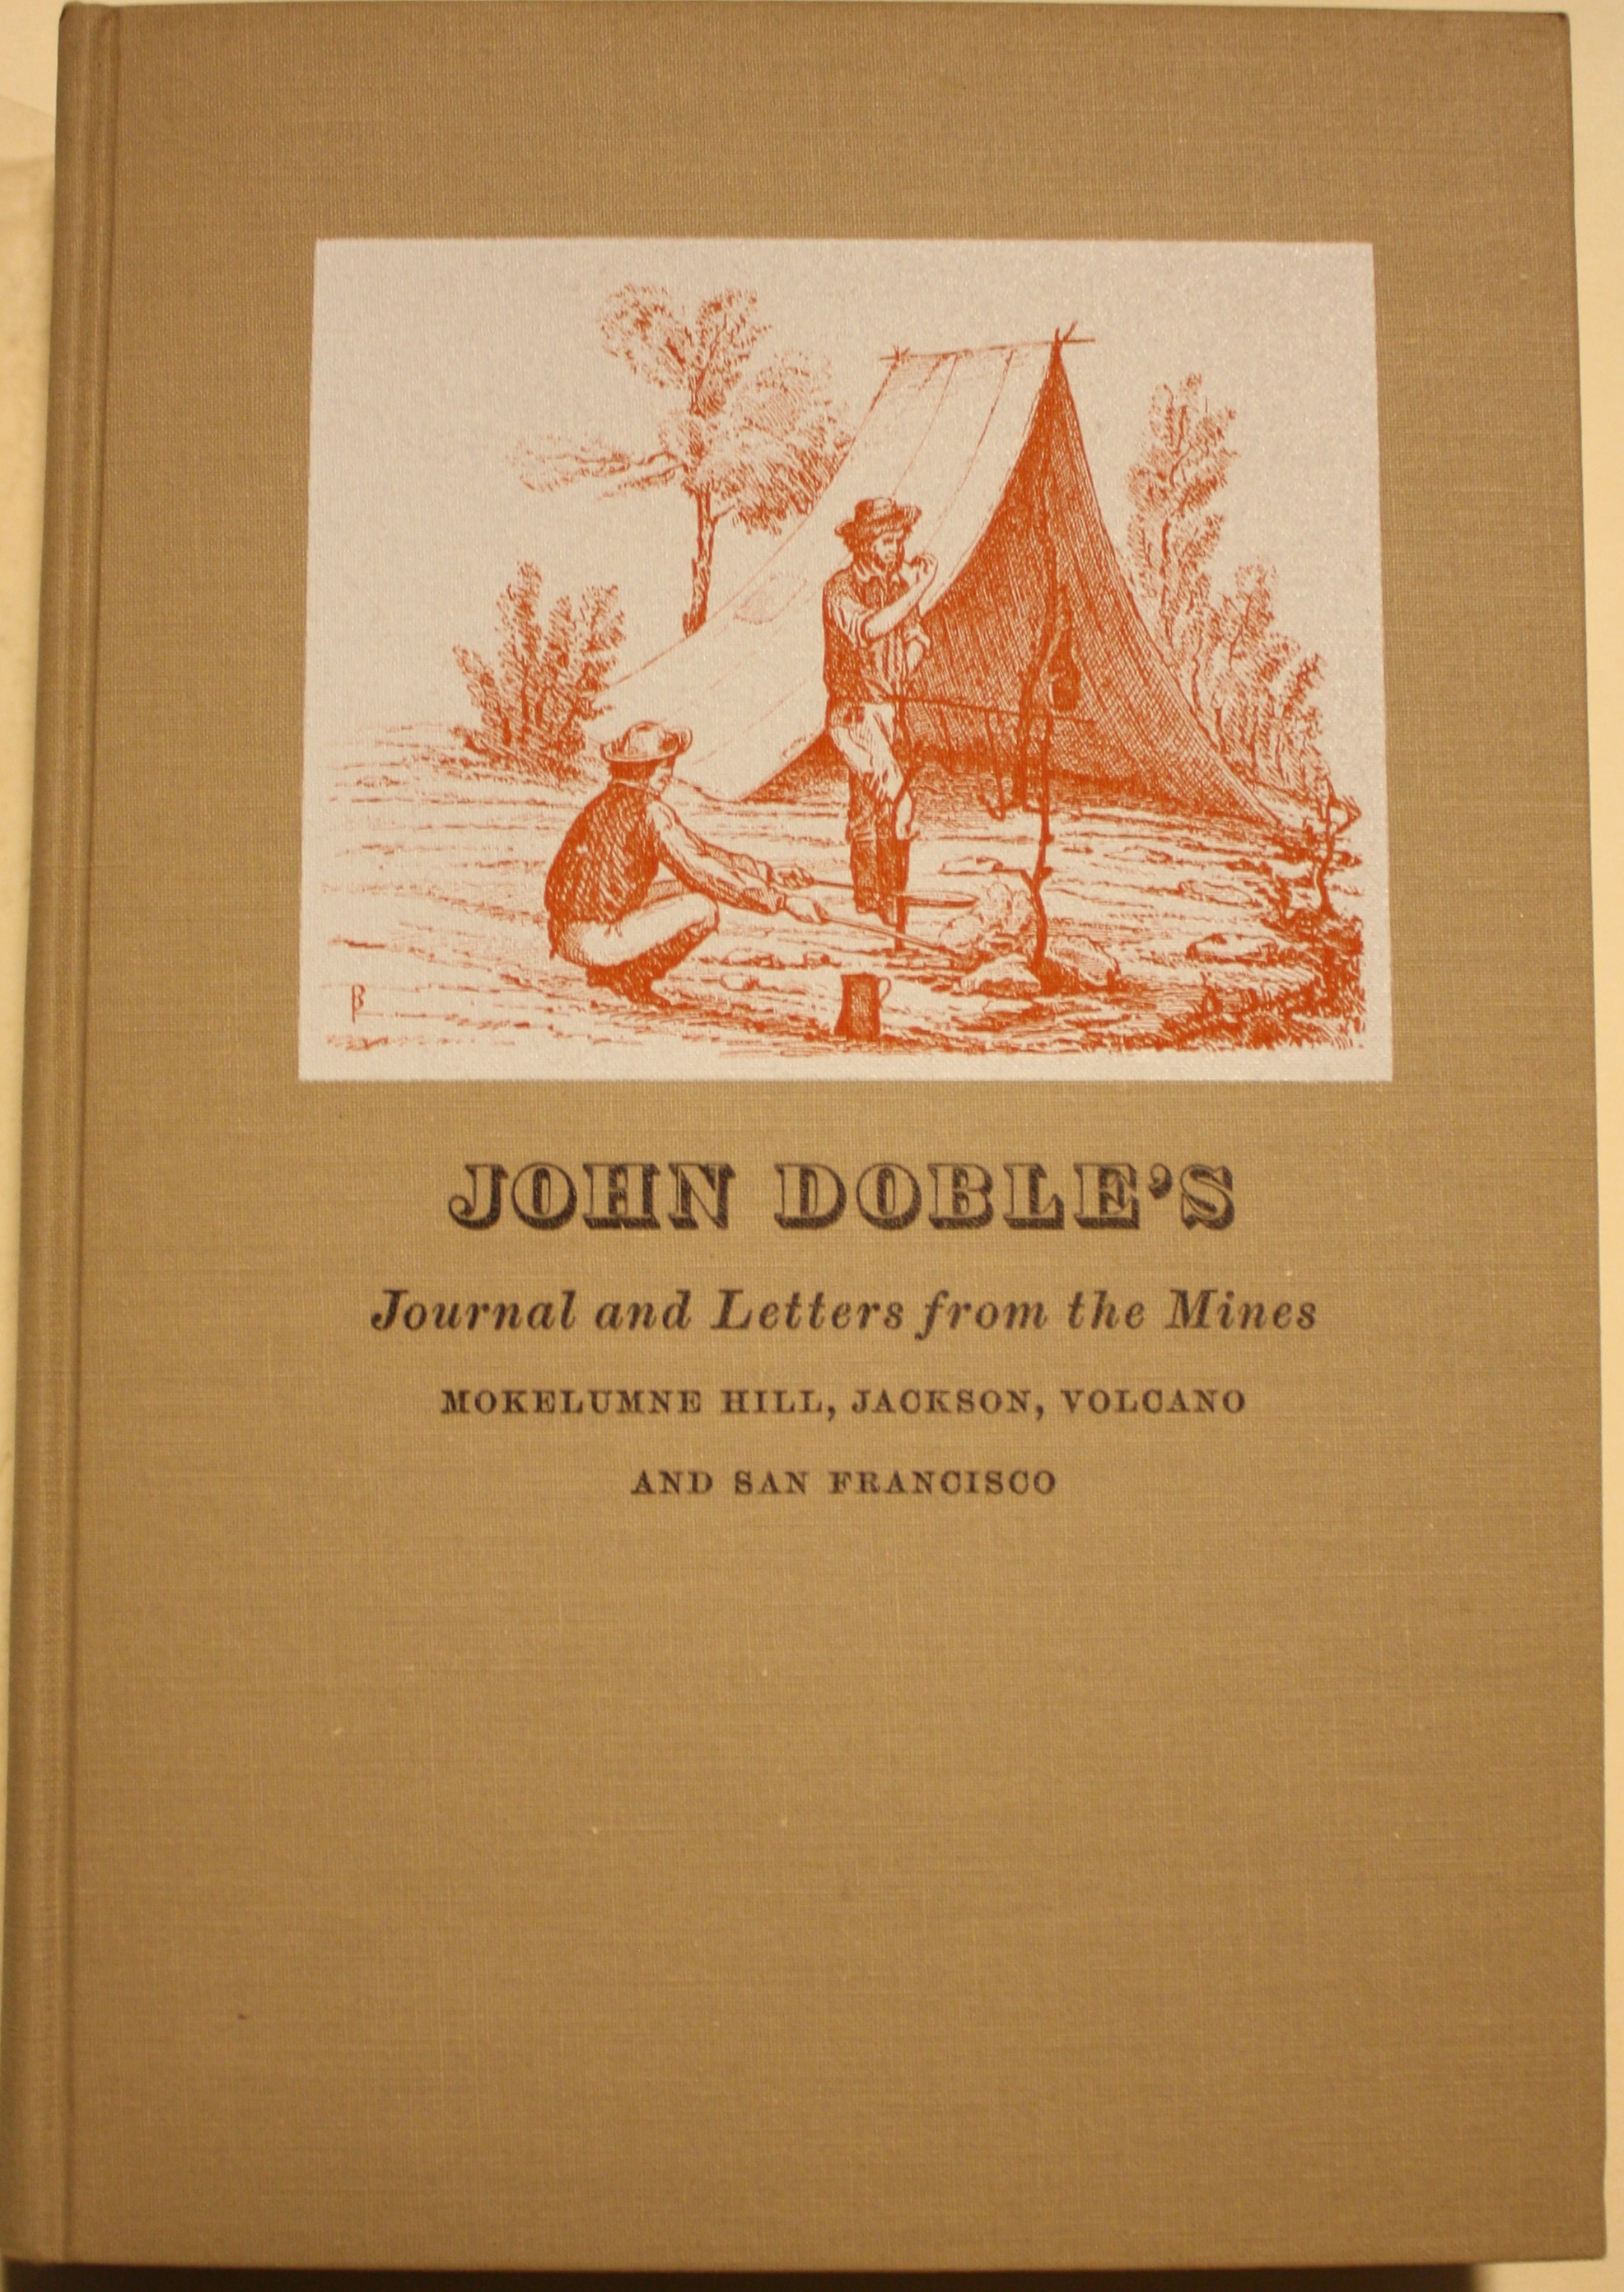 JOHN DOBLE'S
Journal and Letters from the Mines
MOKELUMNE HILL, JACKSON, VOLCANO
AND SAN FRANCISCO